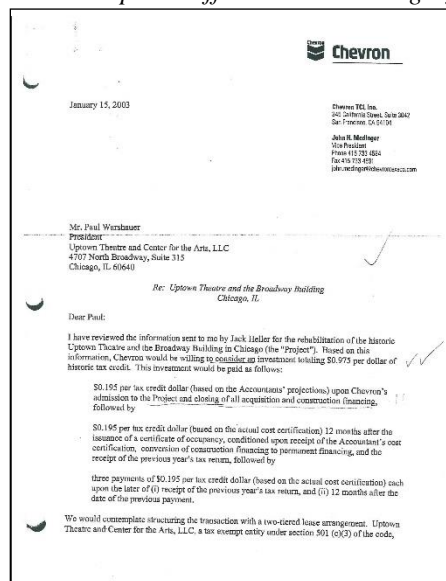 Chevron
January 15, 2003
Chevron TCI, Inc.
San Francisco, CA
John H. Medinger
Vice President
Mr. Paul Warshauer
President
Uptown Theatre and Center for the Arts, LLC
4707 North Broadway, Suite 315
Chicago, IL 60640
Re: Uptown Theatre and the Broadway Building
Chicago, IL
Dear Paul:
I have reviewed the information sent to me by Jack Heller for the rehabilitation of the historic
Uptown Theatre and the Broadway Building in Chicago (the "Project"). Based on this
information, Chevron would be willing to consider an investment totaling $0.975 per dollar of
historic tax credit. This investment would be paid as follows:
$0.195 per tax credit dollar (based on the Accountants' projections) upon Chevron's
admission to the Project and closing of all acquisition and construction financing,
followed by
$0.195 per tax credit dollar (based on the actual cost certification) 12 months after the
issuance of a certificate of occupancy, conditioned upon receipt of the Accountant's cost
certification, conversion of construction financing to permanent financing, and the
receipt of the previous year's tax return, followed by
three payments of $0.195 per tax credit dollar (based on the actual cost certification) each
upon the later of (i) receipt of the previous year's tax return, and (ii) 12 months after the
date of the previous payment.
We would contemplate structuring the transaction with a two-tiered lease arrangement. Uptown
Theatre and Center for the Arts, LLC, a tax exempt entity under section 501 (c)(3) of the code,